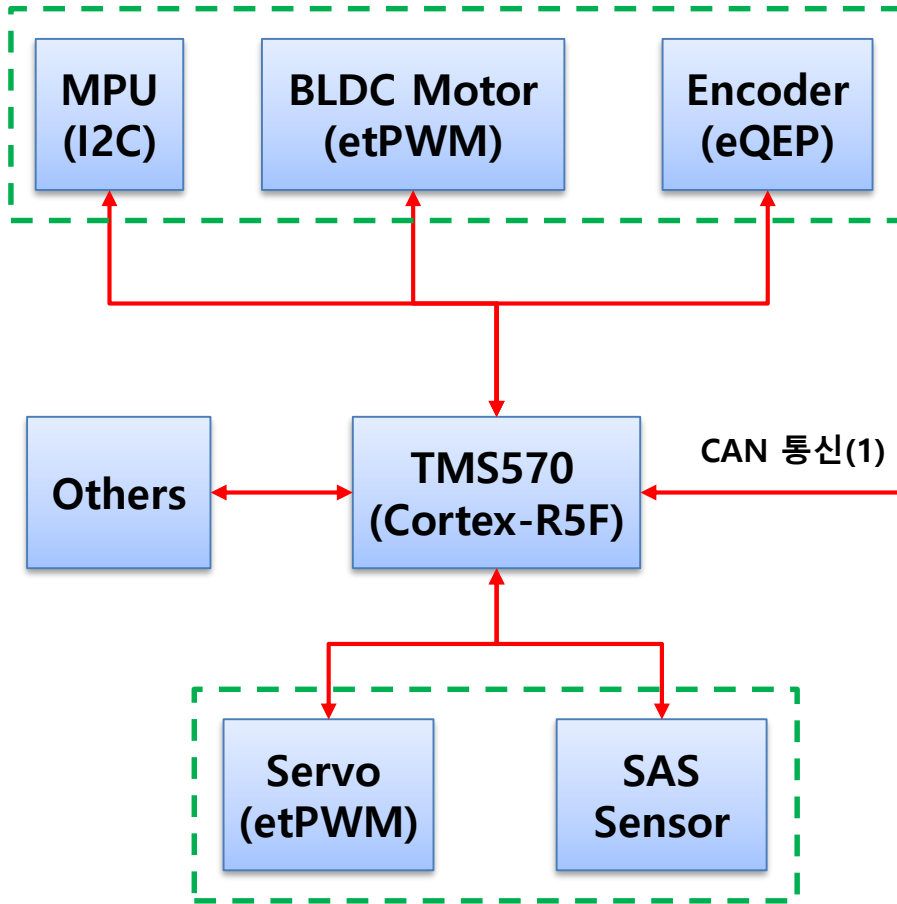 MPU
(I2C)
BLDC Motor
(etPWM)
Encoder
(eQEP)
Others
TMS570
(Cortex-R5F)
CAN 통신(1)
Servo
(etPWM)
SAS
Sensor